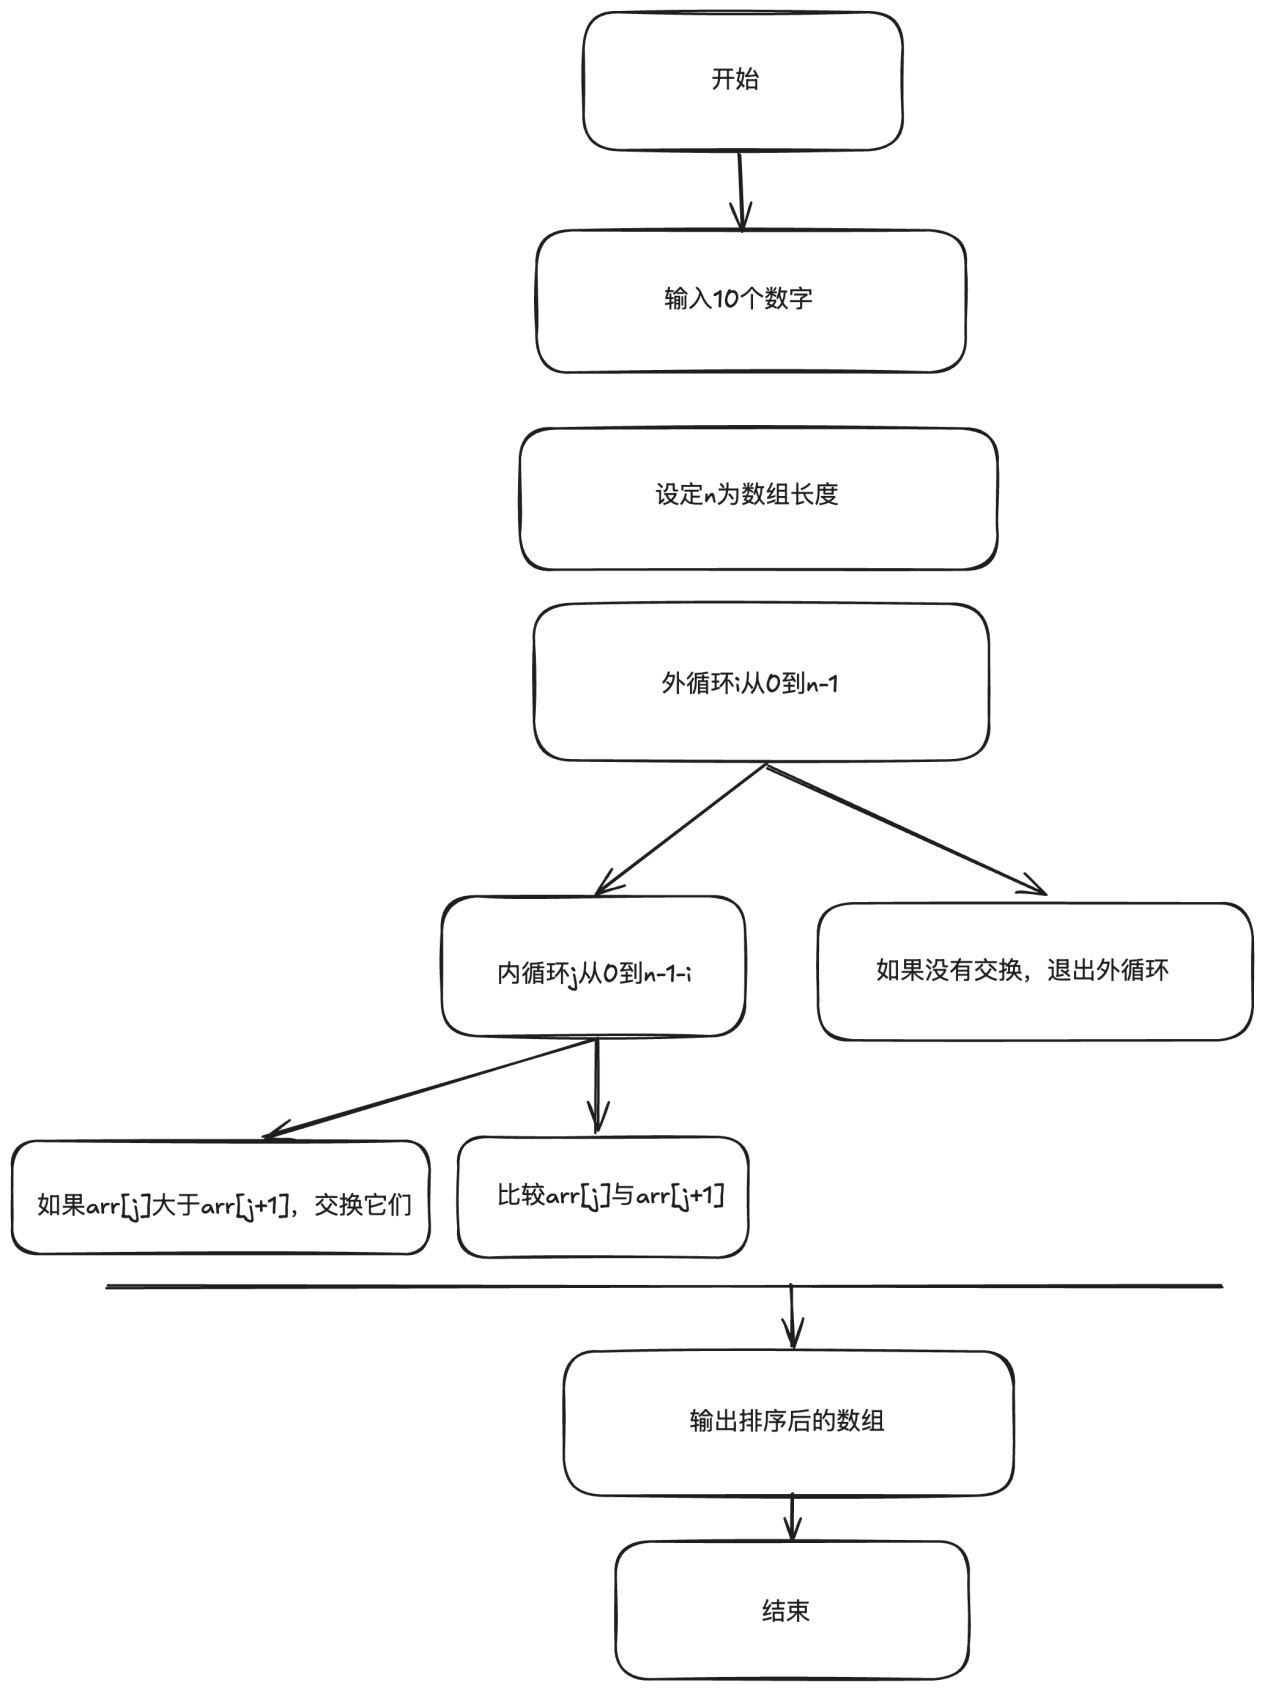 开始
输入10个数字
设定n为数组长度
外循环i从0到n-1
内循环j从0到n-1-i
如果没有交换，退出外循环
如果arr[j]大于arr[j+1]，交换它们
比较arr[j]与arr[j+1]
输出排序后的数组
结束